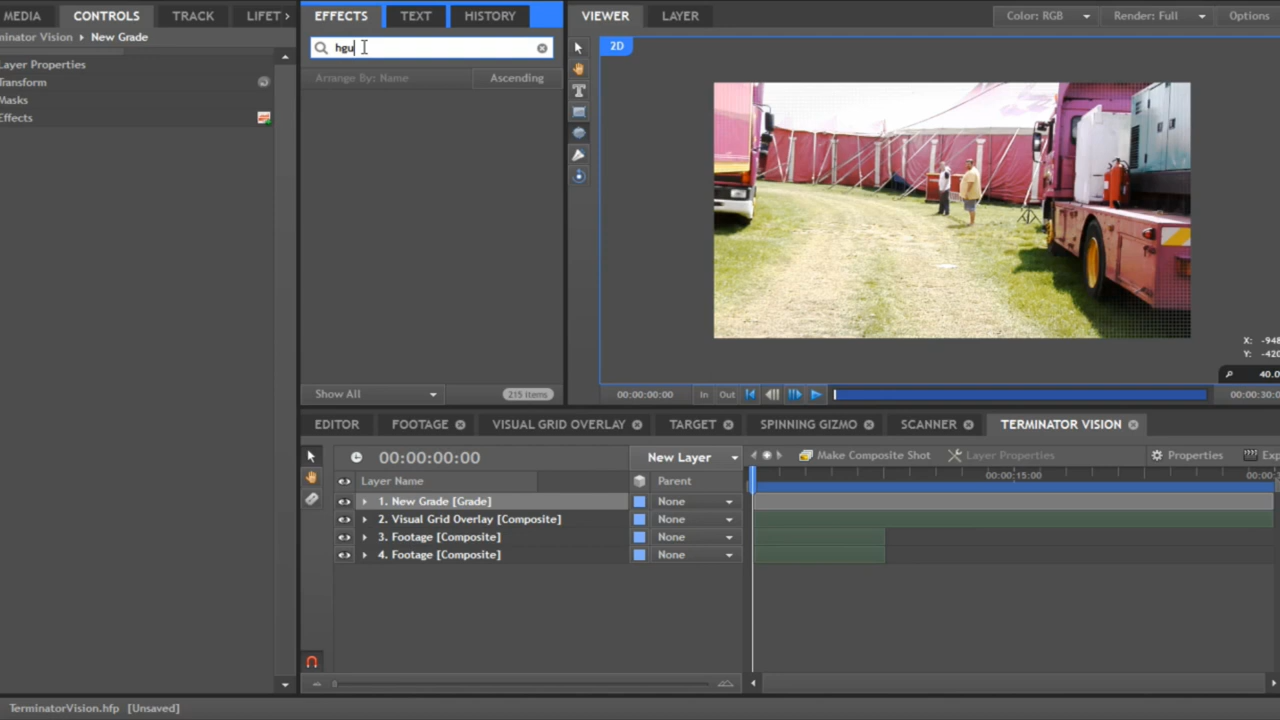 MEDIA CONTROLS TRACK LIFET
minator Vision New Grade
ayer Properties
Transform
Masks
Effects
EFFECTS TEXT HISTORY
hgu
Arrange By: Name Ascending
Show All 215 items
VIEWER LAYER Color: RGB Render: Full Options
2D
X: -948
Y: -420
40.0
00:00:00:00 In Out 00:00:30:0
EDITOR FOOTAGE VISUAL GRID OVERLAY TARGET SPINNING GIZMO SCANNER TERMINATOR VISION
00:00:00:00 New Layer Make Composite Shot Layer Properties Properties Exp
Layer Name Parent 00:00:15:00 00:00:
1. New Grade [Grade] None
2. Visual Grid Overlay [Composite] None
3. Footage [Composite] None
4. Footage [Composite] None
TerminatorVision.hfp [Unsaved]